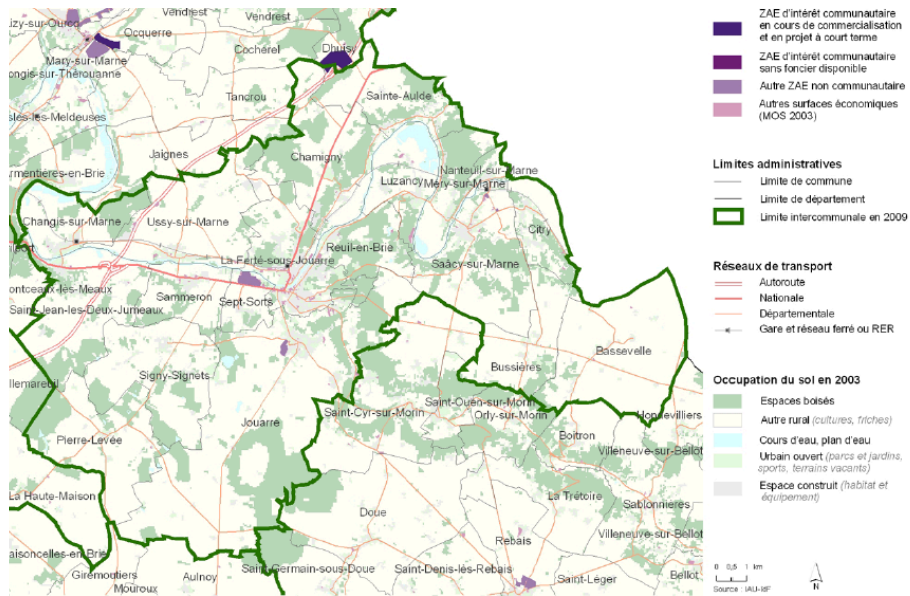 Lizy-sur-Ourcq
Ocquerre
Vendrest
Vendrest
Cochérel
Dhuisy
Mary-sur-Marne
Tancrou
Sainte-Aulde
Jaignes
Chamigny
Nanteuil-sur-Marne
Luzancy
Méry-sur-Marne
Armentières-en-Brie
Changis-sur-Marne
Ussy-sur-Marne
Citry
Reuil-en-Brie
La Ferté-sous-Jouarre
Saâcy-sur-Marne
Sammeron
Sept-Sorts
Saint-Jean-les-Deux-Jumeaux
Bassevelle
Bussières
Signy-Signets
Saint-Ouen-sur-Morin
Saint-Cyr-sur-Morin
Orly-sur-Morin
Hondevilliers
Jouarre
Boitron
Pierre-Levée
Villeneuve-sur-Bellot
La Haute-Maison
La Trétoire
Sablonnières
Doue
Villeneuve-sur-Bellot
Rebais
Saint-Germain-sous-Doue
Saint-Denis-lès-Rebais
Giremoutiers
Aulnoy
Saint-Léger
Bellot
Mouroux
ZAE d'intérêt communautaire
en cours de commercialisation
et en projet à court terme
ZAE d'intérêt communautaire
sans foncier disponible
Autre ZAE non communautaire
Autres surfaces économiques
(MOS 2003)
Limites administratives
Limite de commune
Limite de département
Limite intercommunale en 2009
Réseaux de transport
Autoroute
Nationale
Départementale
Gare et réseau ferré ou RER
Occupation du sol en 2003
Espaces boisés
Autre rural (cultures, friches)
Cours d'eau, plan d'eau
Urbain ouvert (parcs et jardins,
sports, terrains vacants)
Espace construit (habitat et
équipement)
0 0,5 1 km
Source : IAU-IdF
N